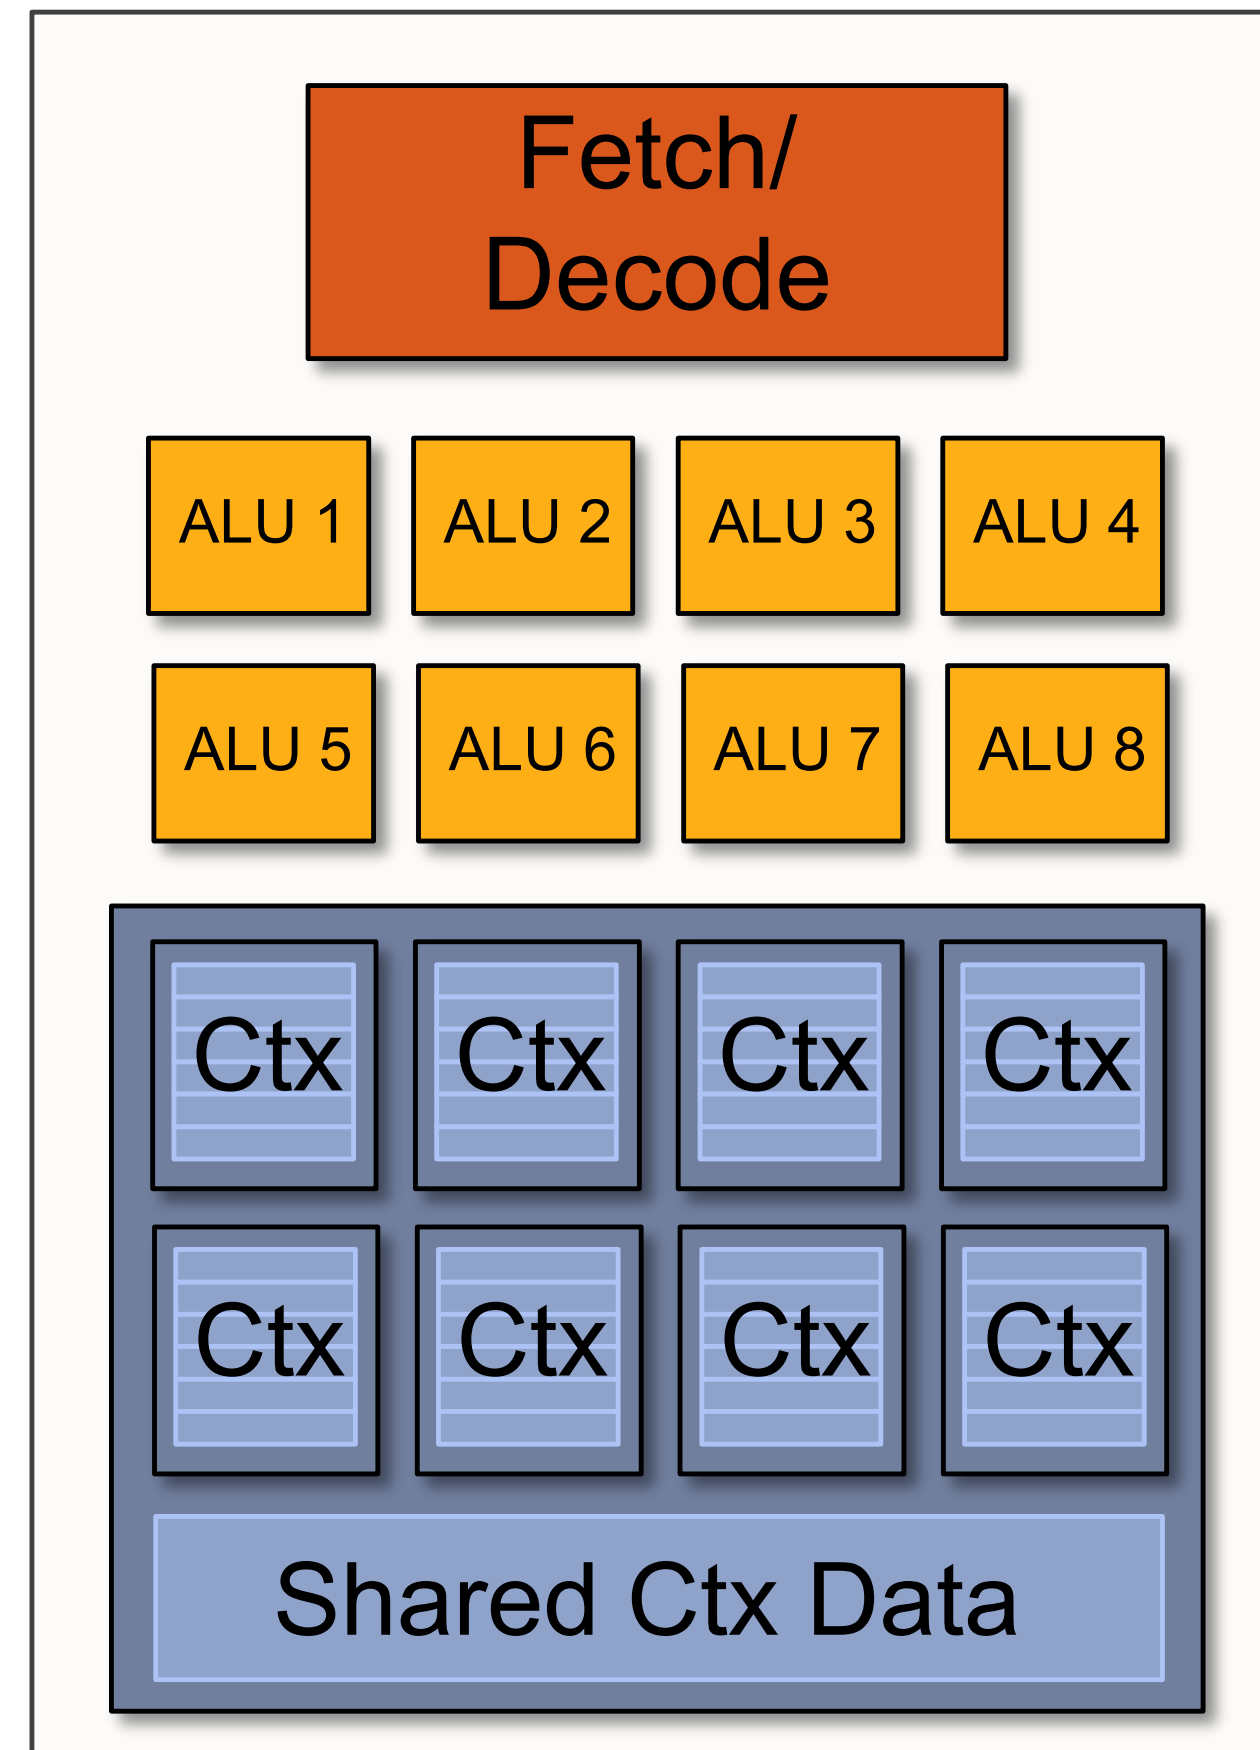 Fetch/
Decode
ALU 1 ALU 2 ALU 3 ALU 4
ALU 5 ALU 6 ALU 7 ALU 8
Ctx Ctx Ctx Ctx
Ctx Ctx Ctx Ctx
Shared Ctx Data